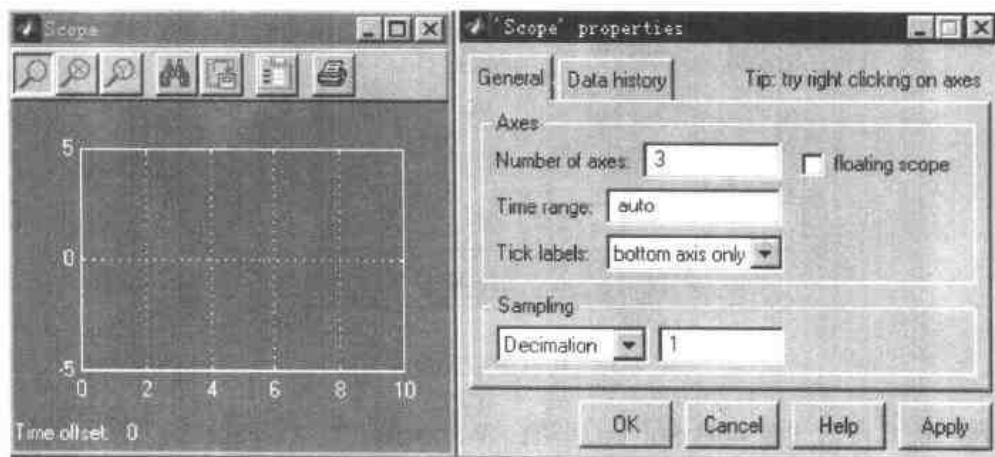 Scope
5
0
-5
0 2 4 6 8 10
Time offset: 0
'Scope' properties
General Data history Tip: try right clicking on axes
Axes
Number of axes: 3 floating scope
Time range: auto
Tick labels: bottom axis only
Sampling
Decimation 1
OK Cancel Help Apply